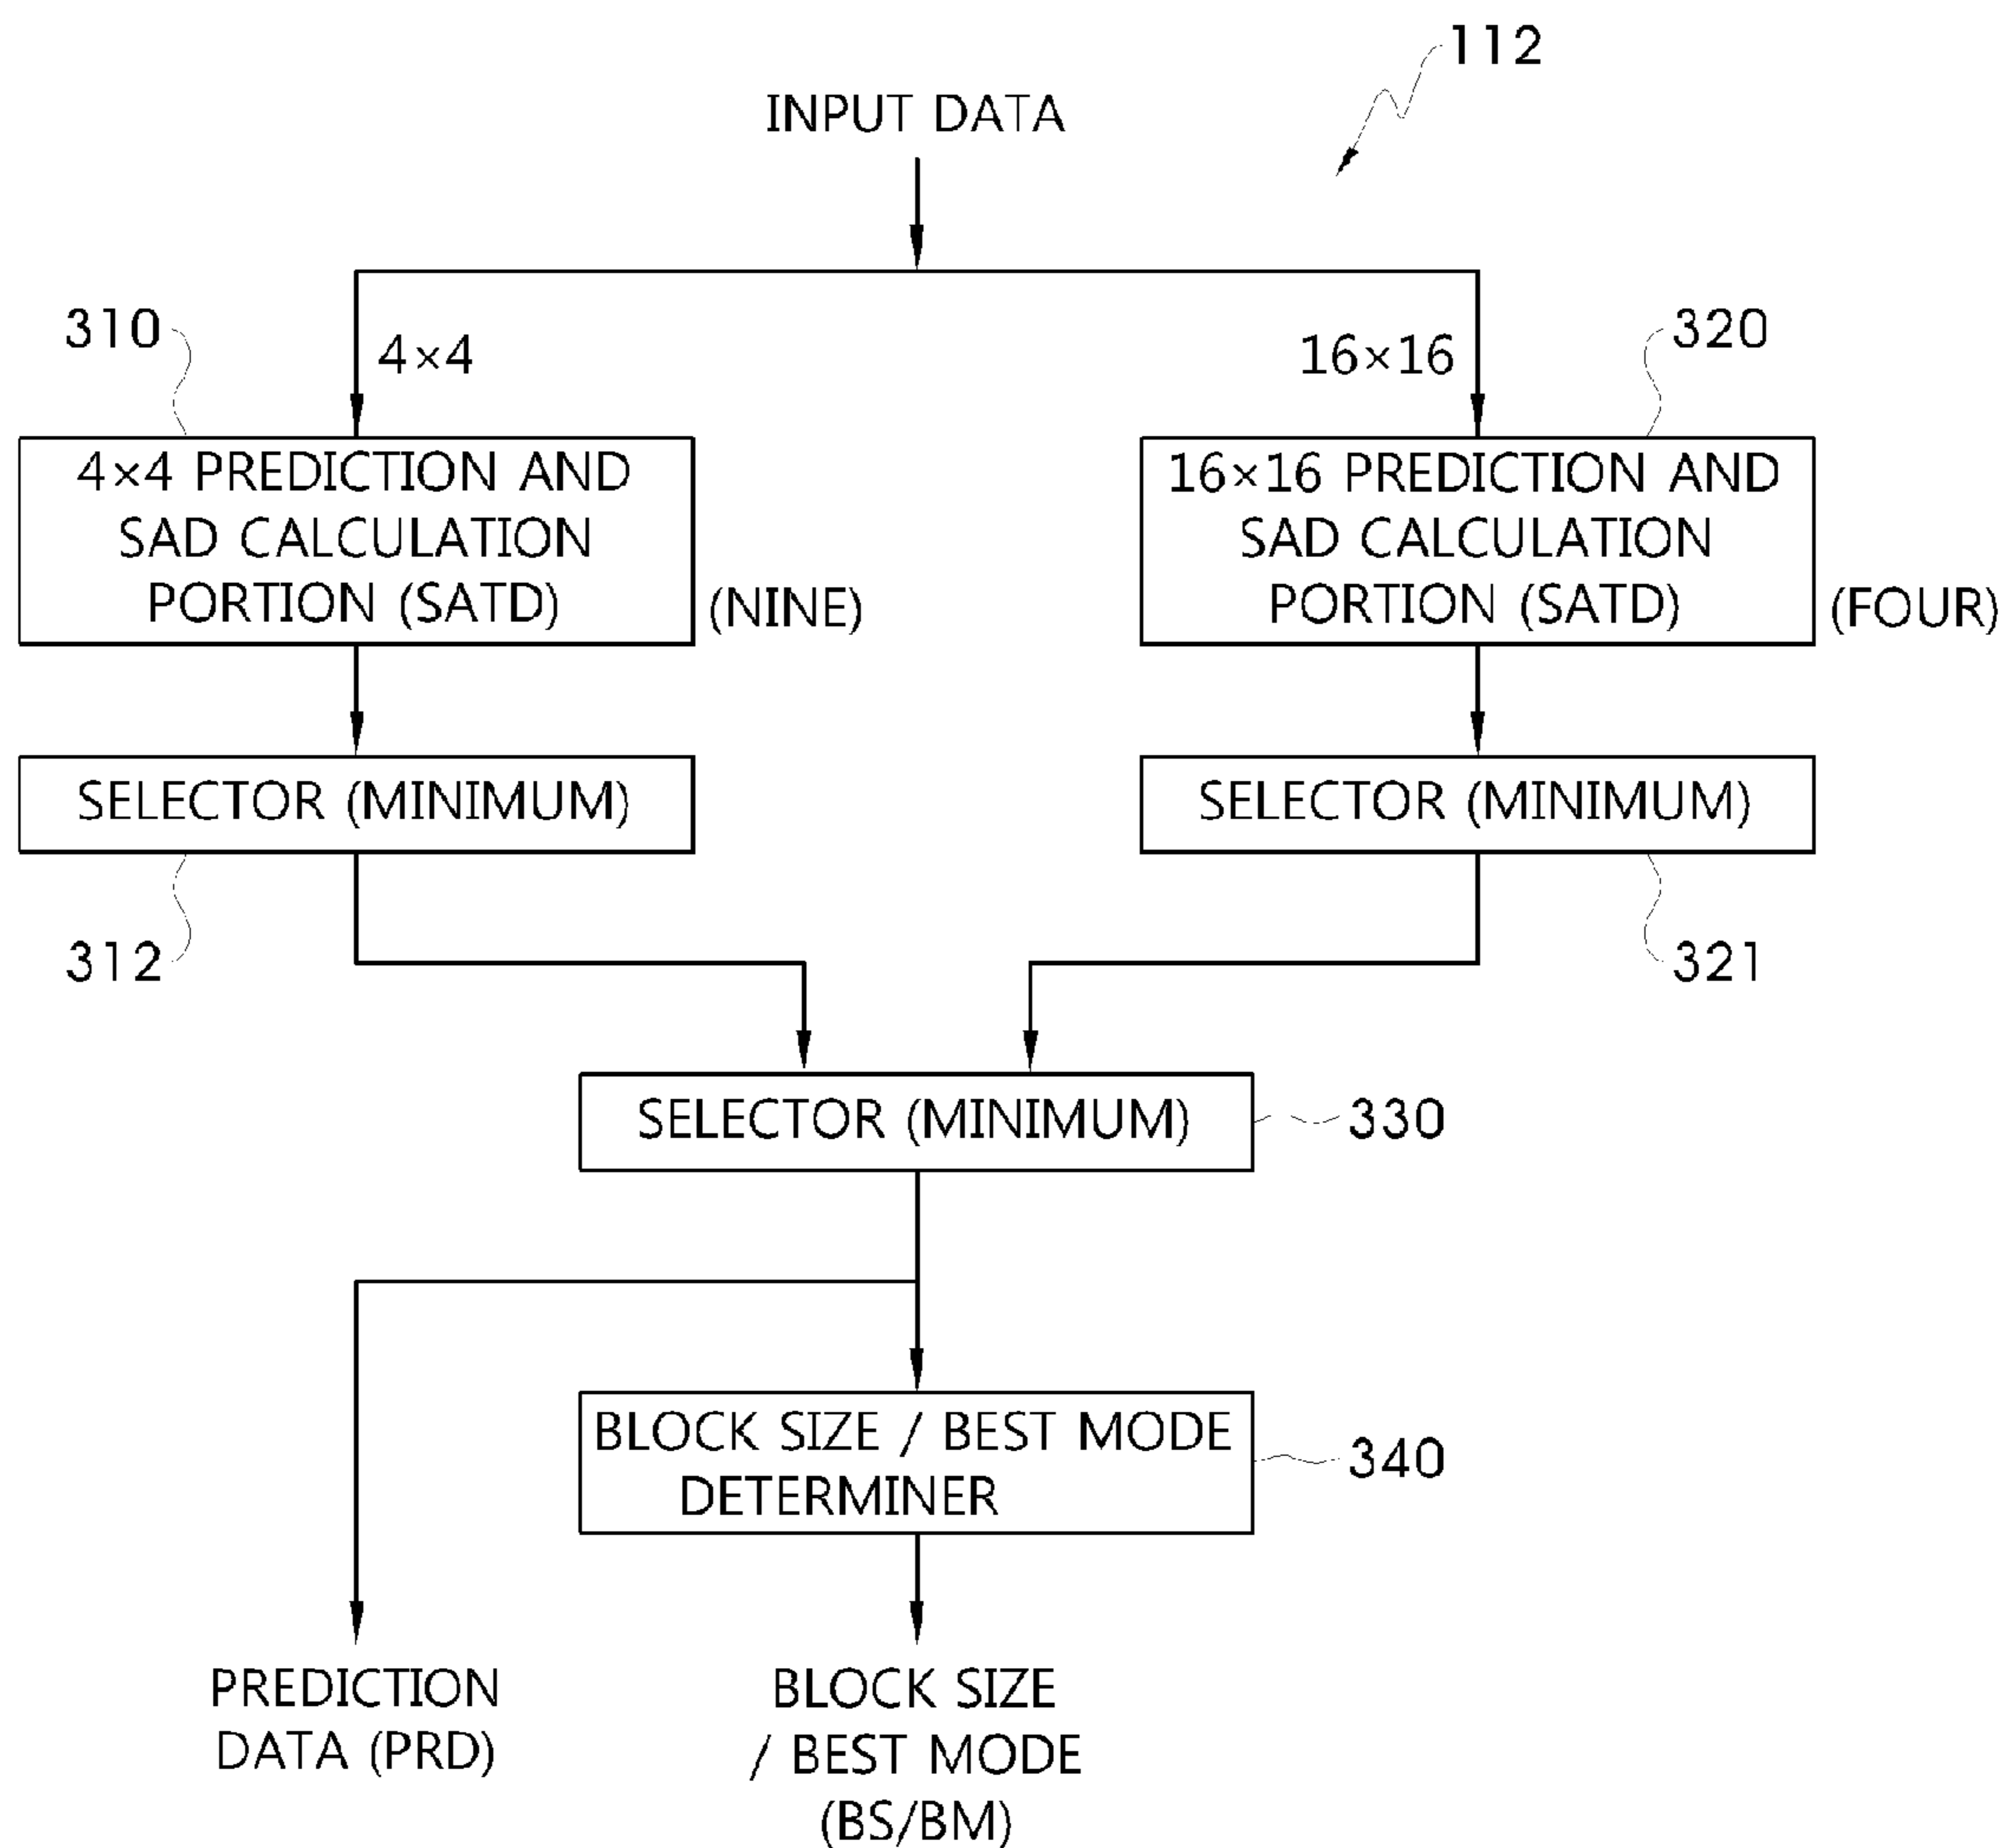 112
INPUT DATA
310
4×4
16×16
320
4×4 PREDICTION AND
SAD CALCULATION
PORTION (SATD)
(NINE)
16×16 PREDICTION AND
SAD CALCULATION
PORTION (SATD)
(FOUR)
SELECTOR (MINIMUM)
SELECTOR (MINIMUM)
312
321
SELECTOR (MINIMUM)
330
BLOCK SIZE / BEST MODE
DETERMINER
340
PREDICTION
DATA (PRD)
BLOCK SIZE
/ BEST MODE
(BS/BM)